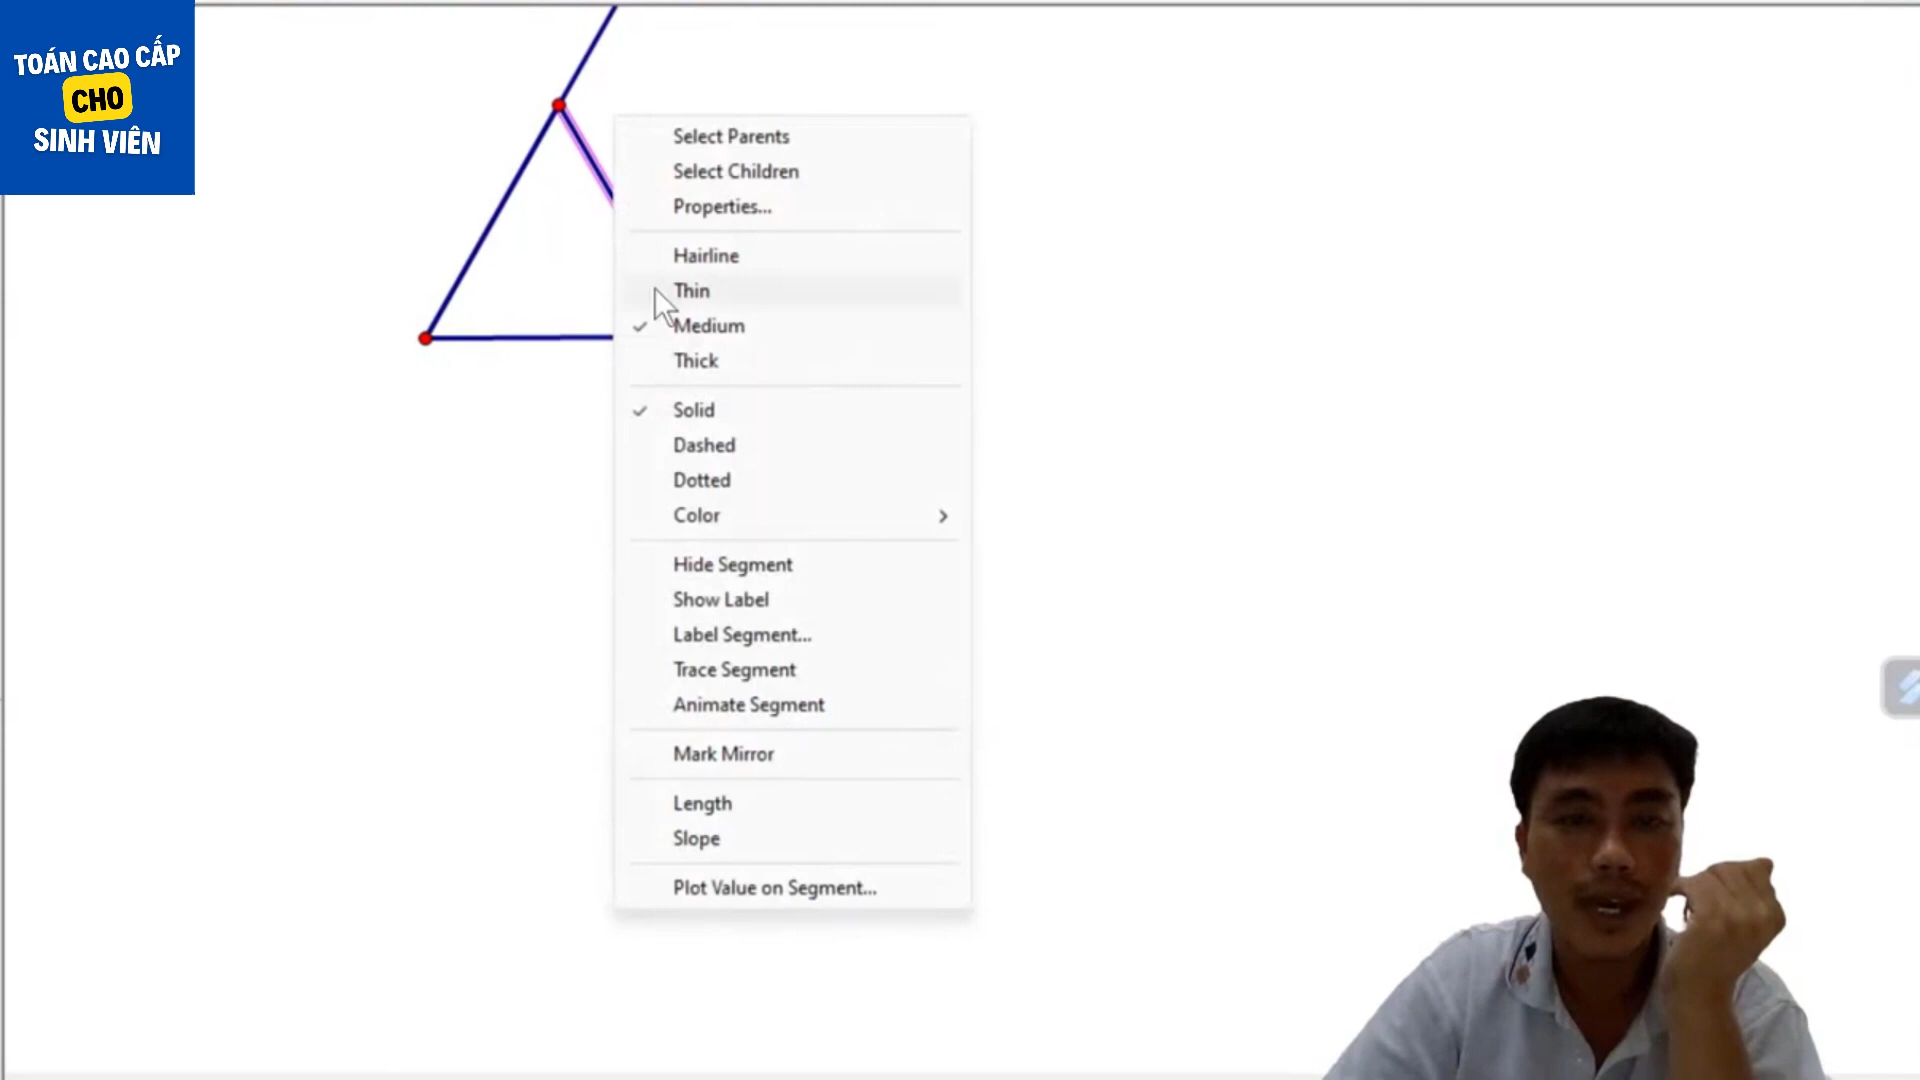 TOÁN CAO CẤP
CHO
SINH VIÊN
Select Parents
Select Children
Properties...
Hairline
Thin
Medium
Thick
Solid
Dashed
Dotted
Color
Hide Segment
Show Label
Label Segment...
Trace Segment
Animate Segment
Mark Mirror
Length
Slope
Plot Value on Segment...